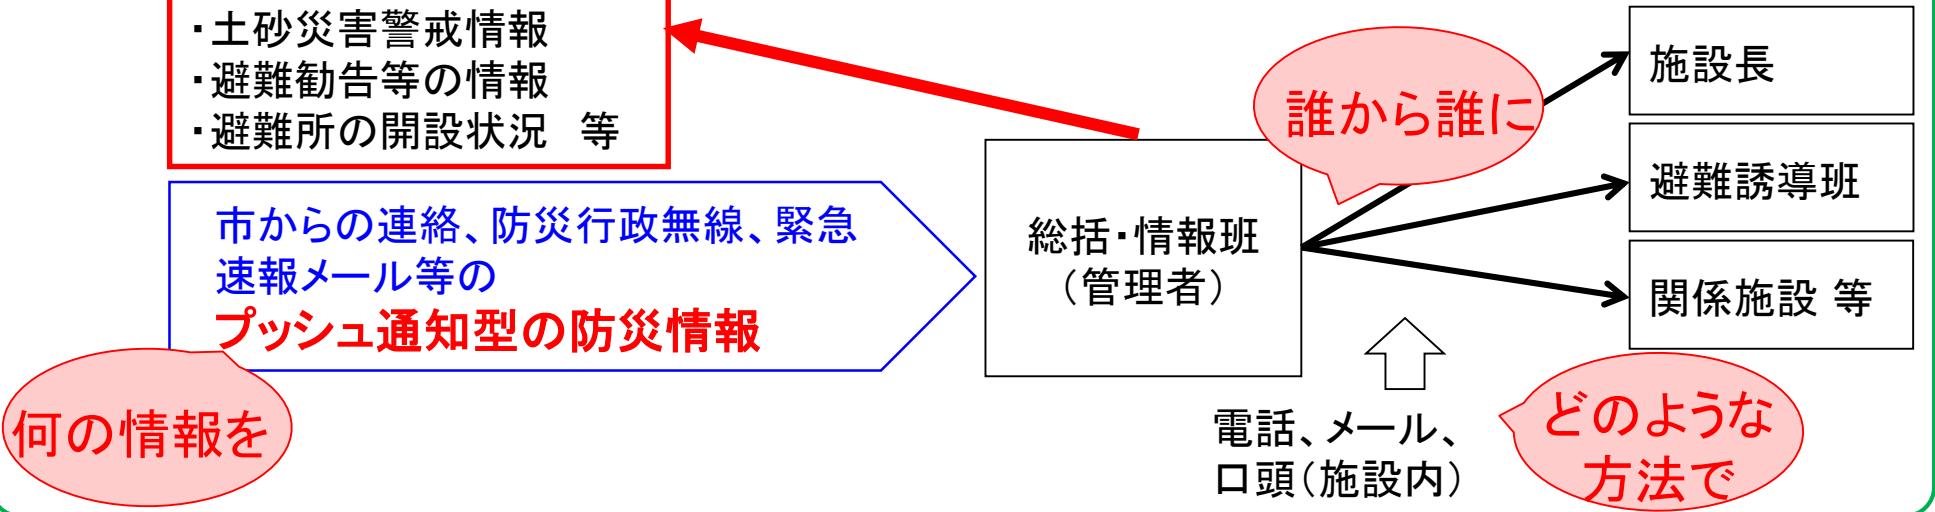 ・土砂災害警戒情報
・避難勧告等の情報
・避難所の開設状況　等
市からの連絡、防災行政無線、緊急
速報メール等の
プッシュ通知型の防災情報
何の情報を
総括・情報班
（管理者）
誰から誰に
施設長
避難誘導班
関係施設 等
電話、メール、
口頭（施設内）
どのような
方法で